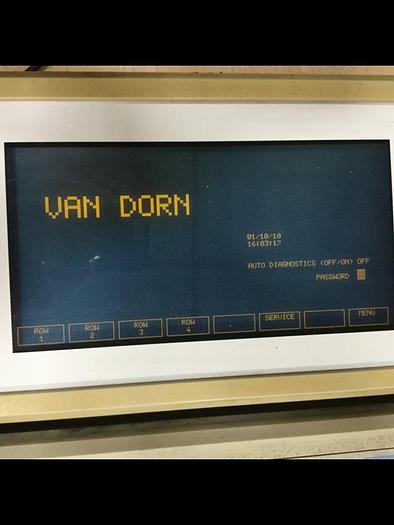 VAN DORN
01/10/10
16:03:17
AUTO DIAGNOSTICS (OFF/ON) OFF
PASSWORD
ROW 1
ROW 2
ROW 3
ROW 4
SERVICE
MENU